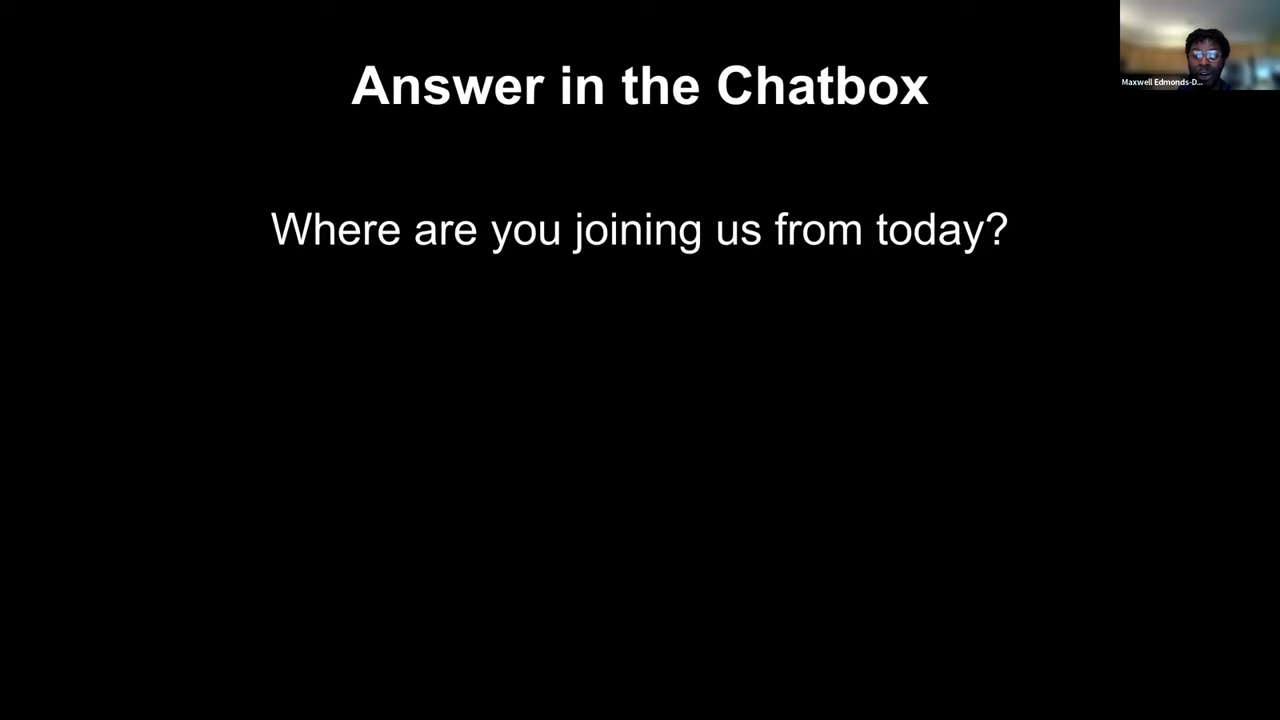 Answer in the Chatbox
Maxwell Edmonds-D...
Where are you joining us from today?